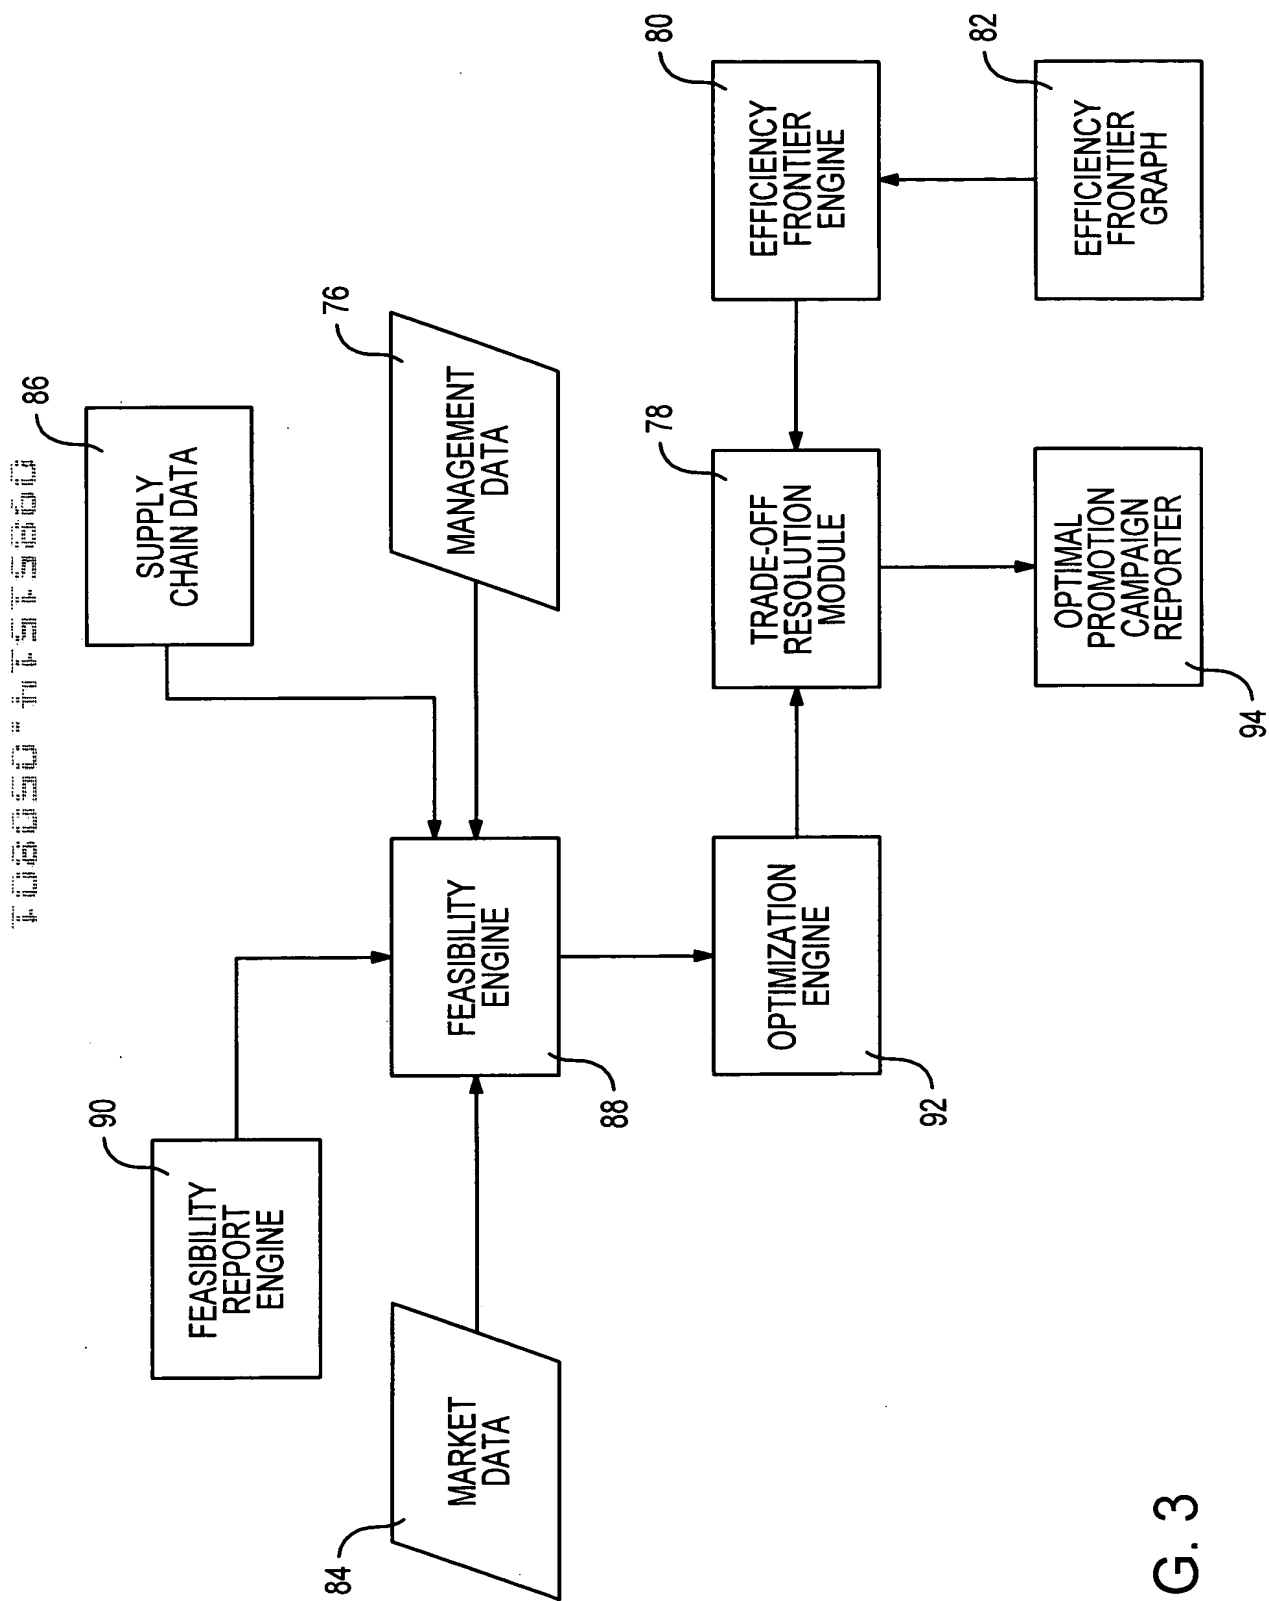 90
FEASIBILITY
REPORT
ENGINE
86
SUPPLY
CHAIN DATA
84
MARKET
DATA
FEASIBILITY
ENGINE
88
76
MANAGEMENT
DATA
OPTIMIZATION
ENGINE
92
78
TRADE-OFF
RESOLUTION
MODULE
80
EFFICIENCY
FRONTIER
ENGINE
OPTIMAL
PROMOTION
CAMPAIGN
REPORTER
94
82
EFFICIENCY
FRONTIER
GRAPH
G. 3